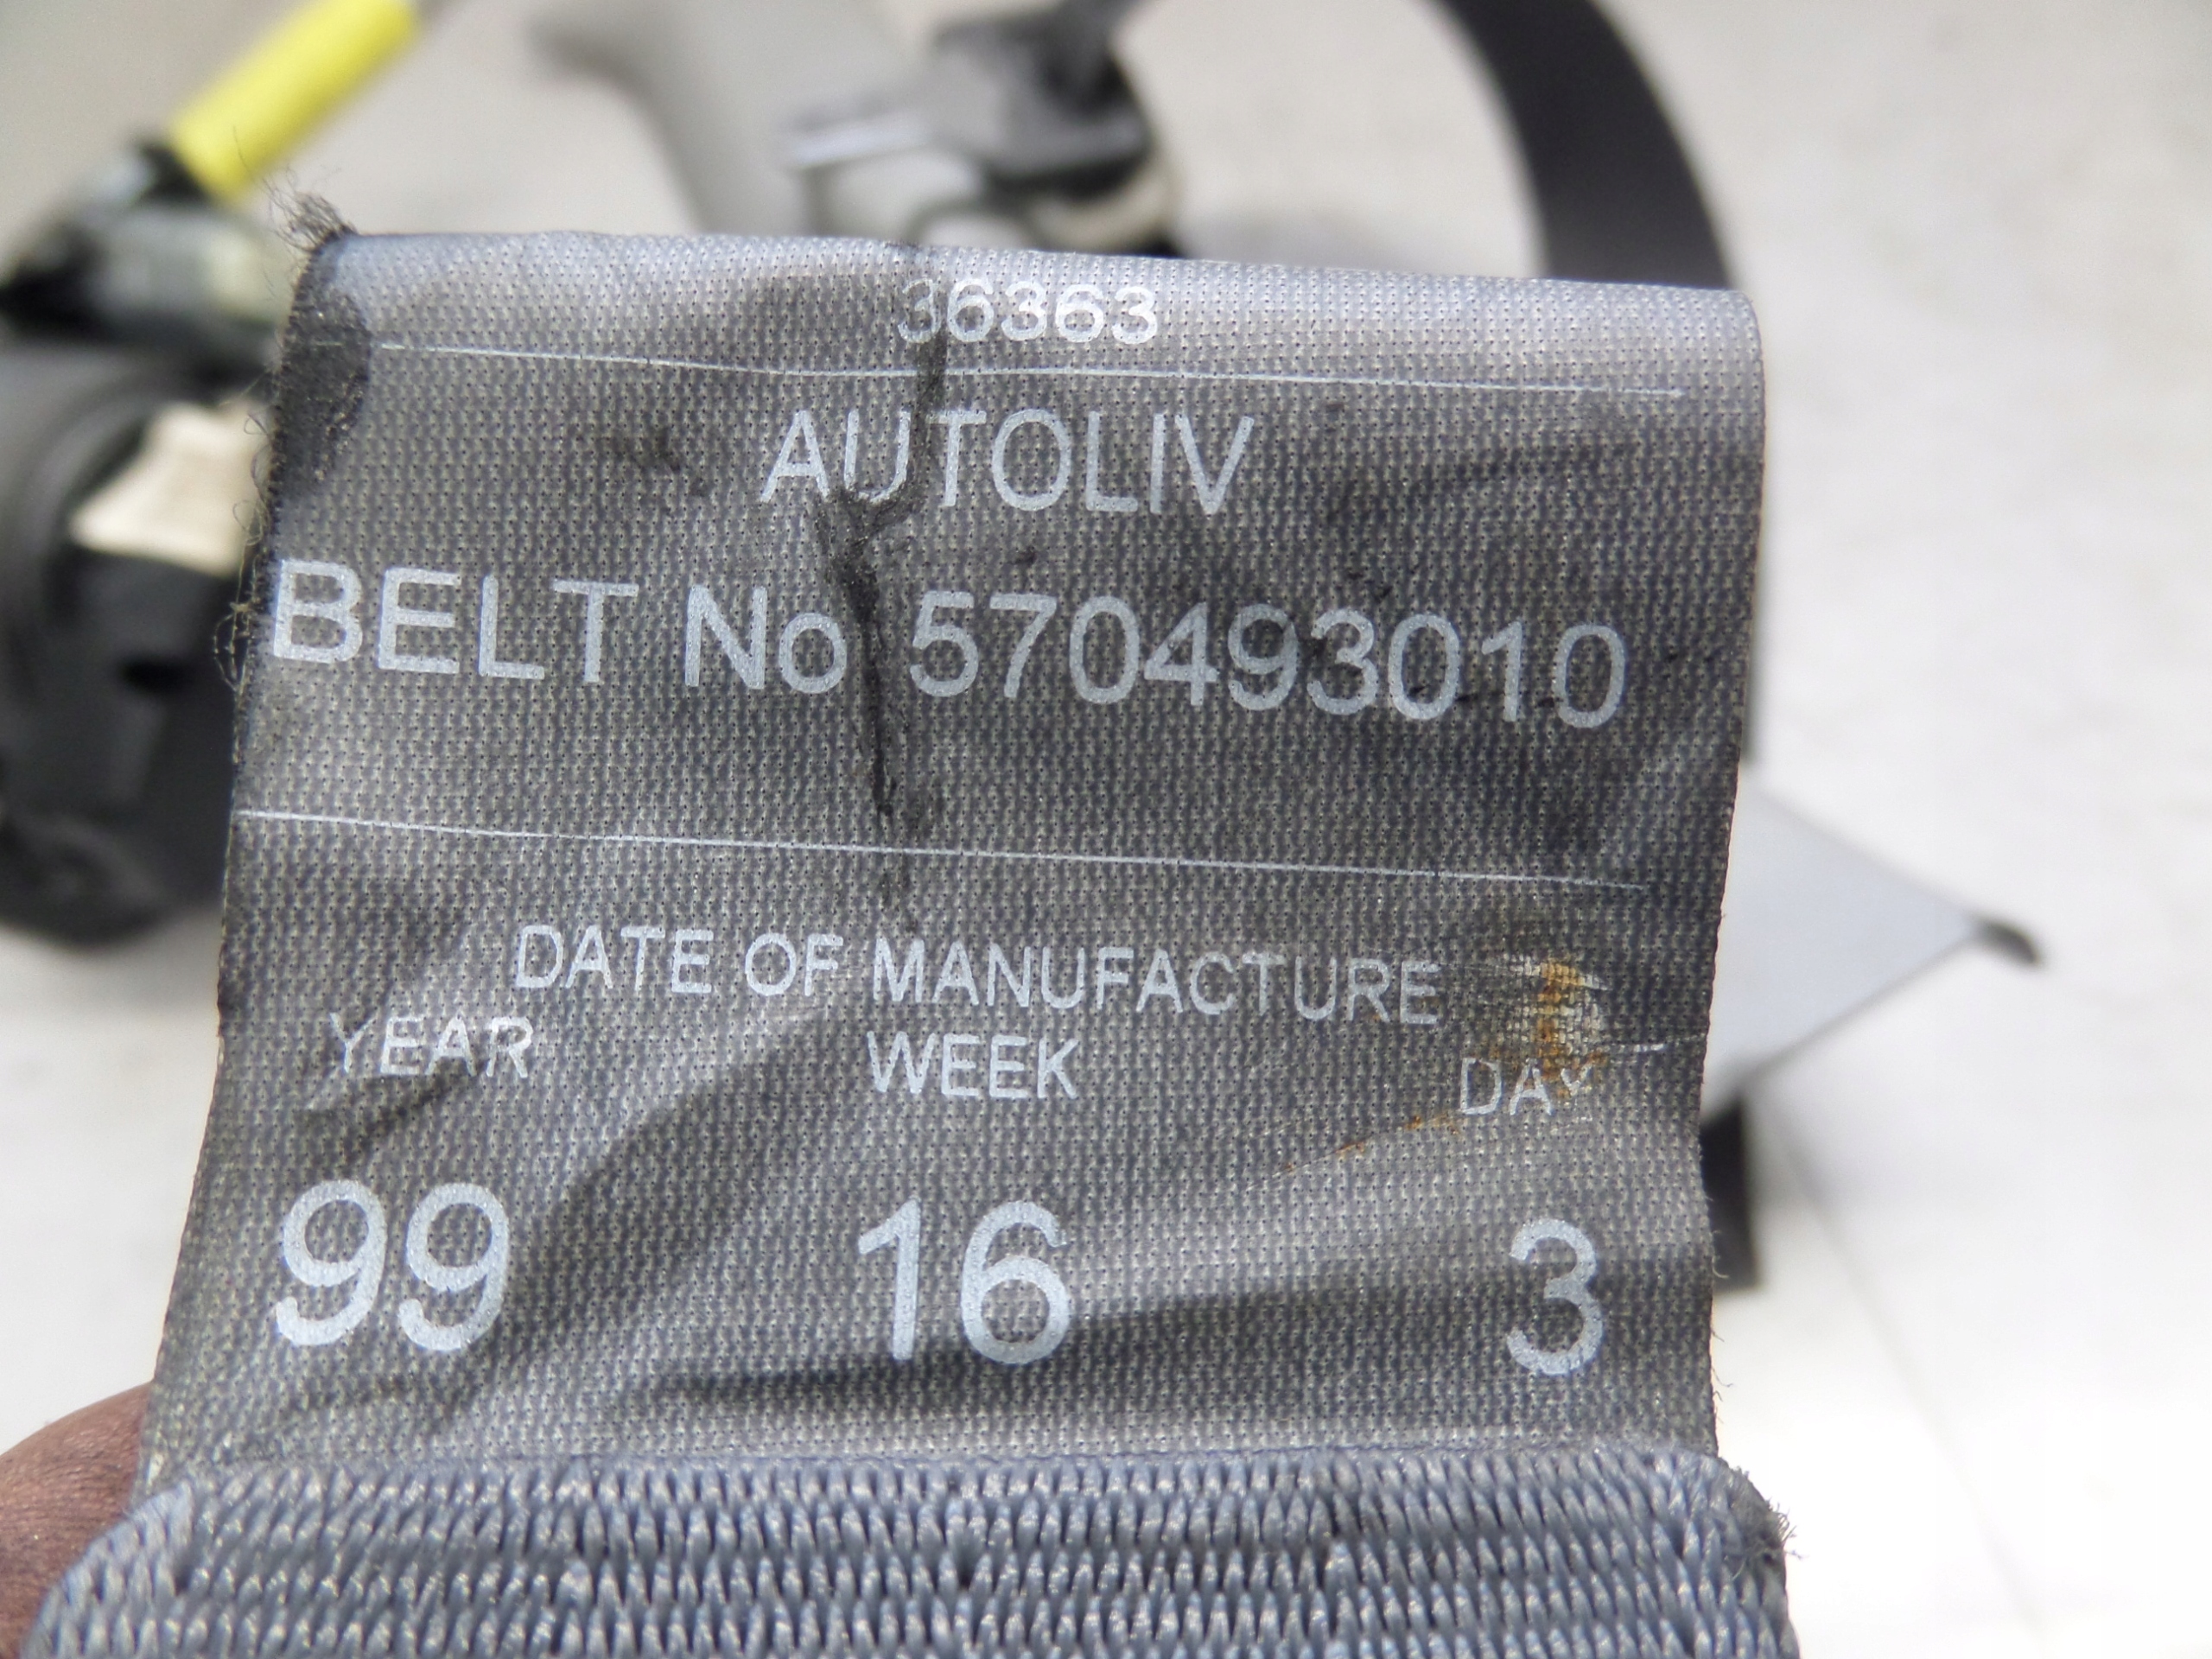 36363
AUTOLIV
BELT No 570493010
DATE OF MANUFACTURE
YEAR WEEK DAY
99 16 3